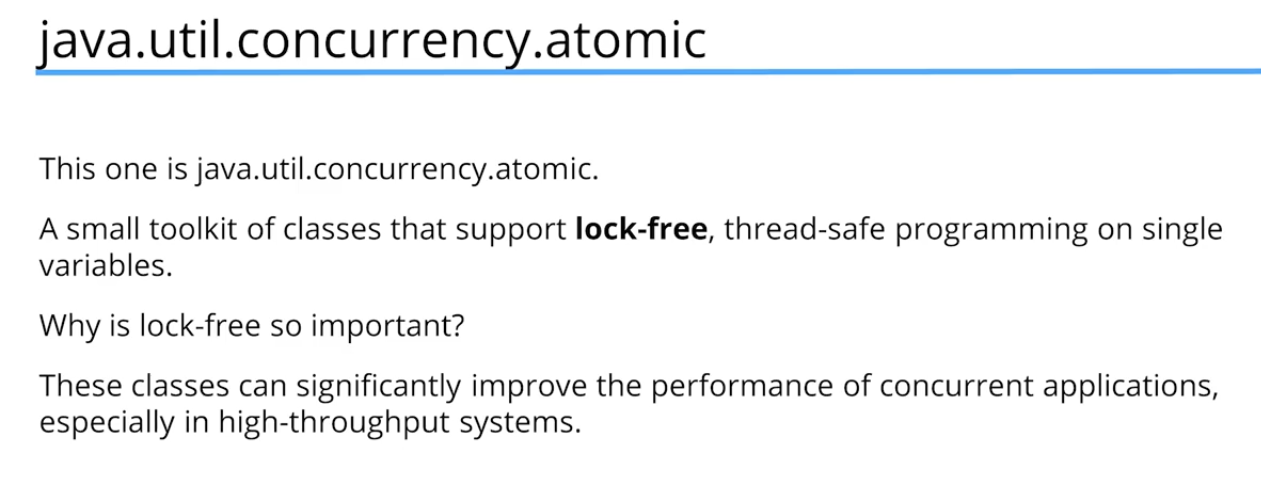 java.util.concurrency.atomic
This one is java.util.concurrency.atomic.
A small toolkit of classes that support lock-free, thread-safe programming on single
variables.
Why is lock-free so important?
These classes can significantly improve the performance of concurrent applications,
especially in high-throughput systems.